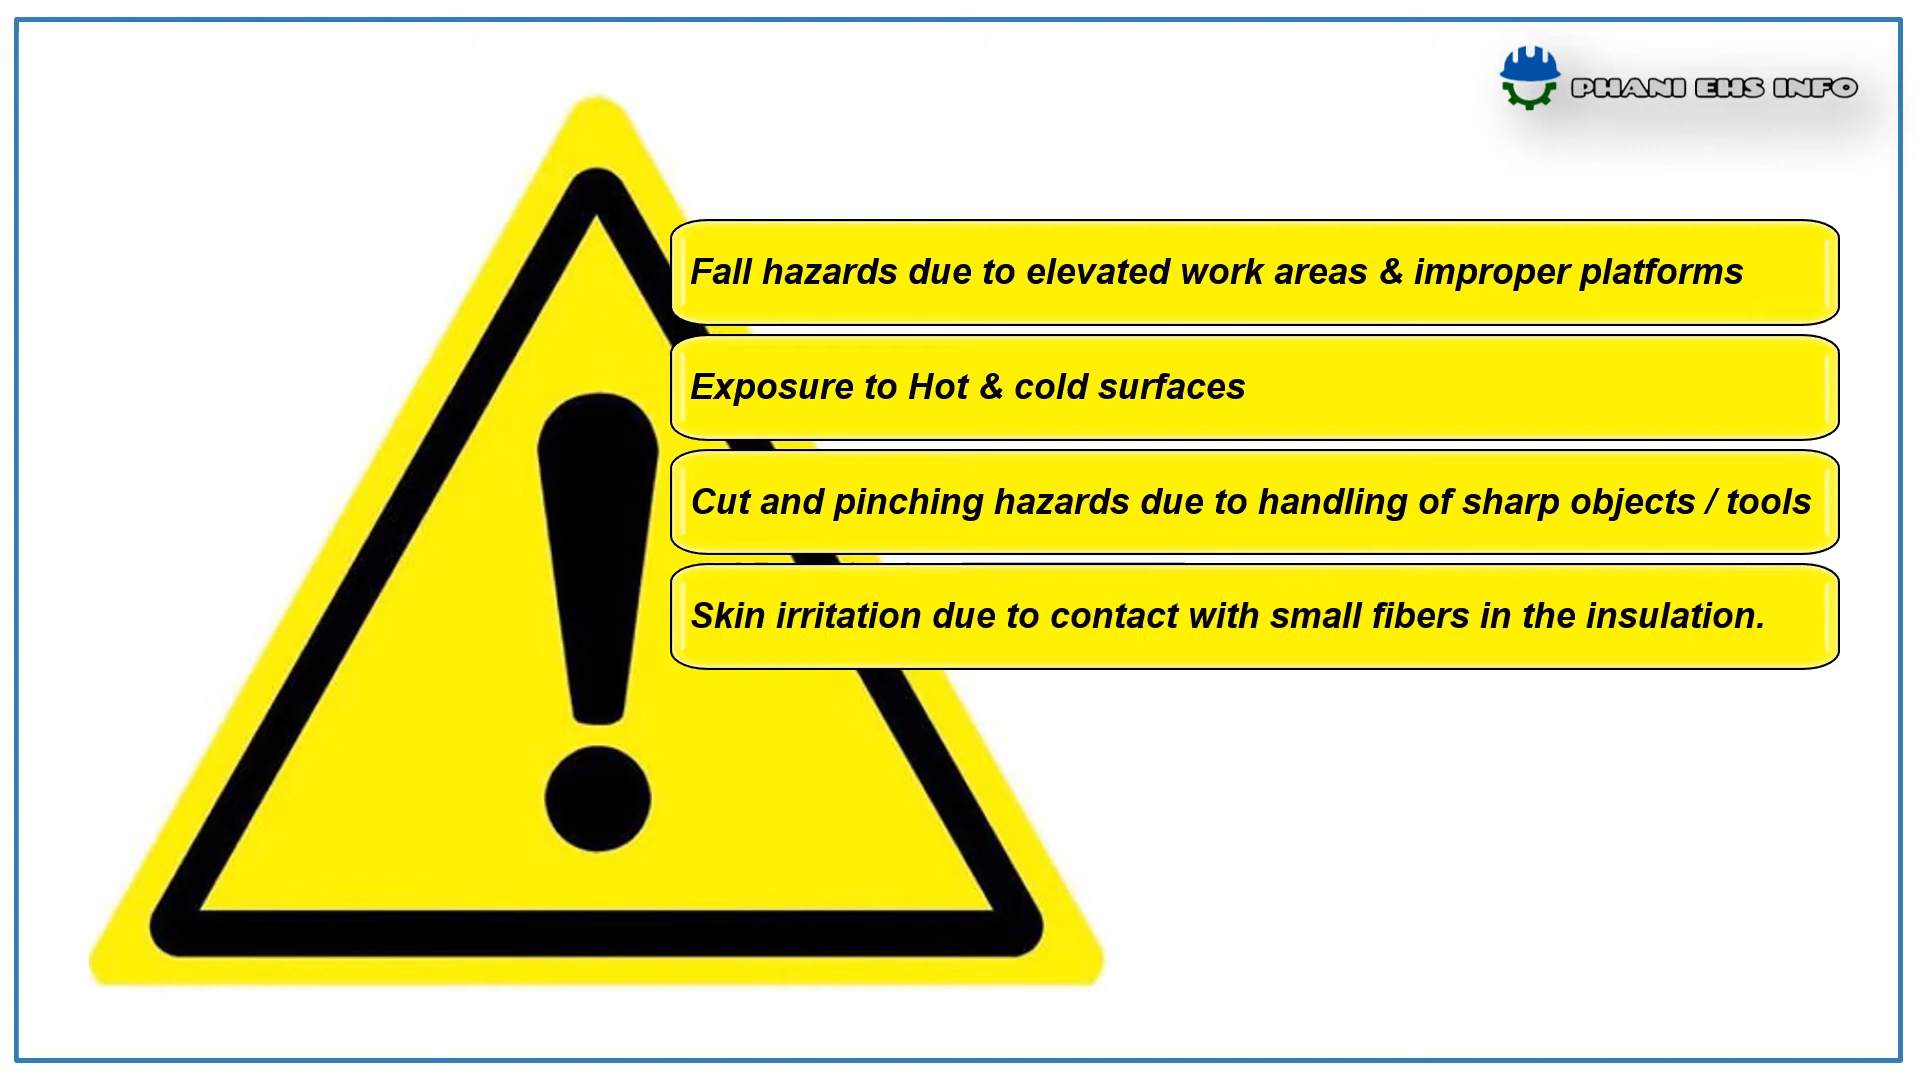 PHANI EHS INFO
Fall hazards due to elevated work areas & improper platforms
Exposure to Hot & cold surfaces
Cut and pinching hazards due to handling of sharp objects / tools
Skin irritation due to contact with small fibers in the insulation.